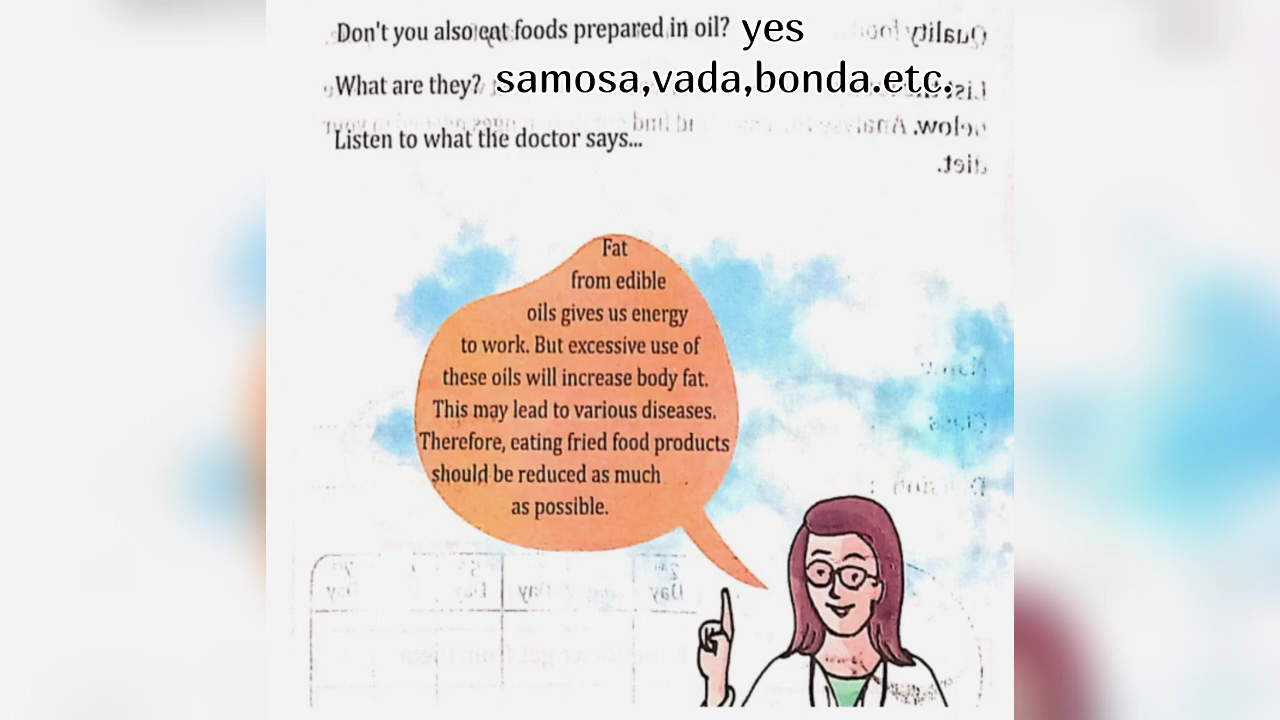 Don't you also eat foods prepared in oil? yes
What are they? samosa,vada,bonda.etc.
Listen to what the doctor says...
Fat
from edible
oils gives us energy
to work. But excessive use of
these oils will increase body fat.
This may lead to various diseases.
Therefore, eating fried food products
should be reduced as much
as possible.